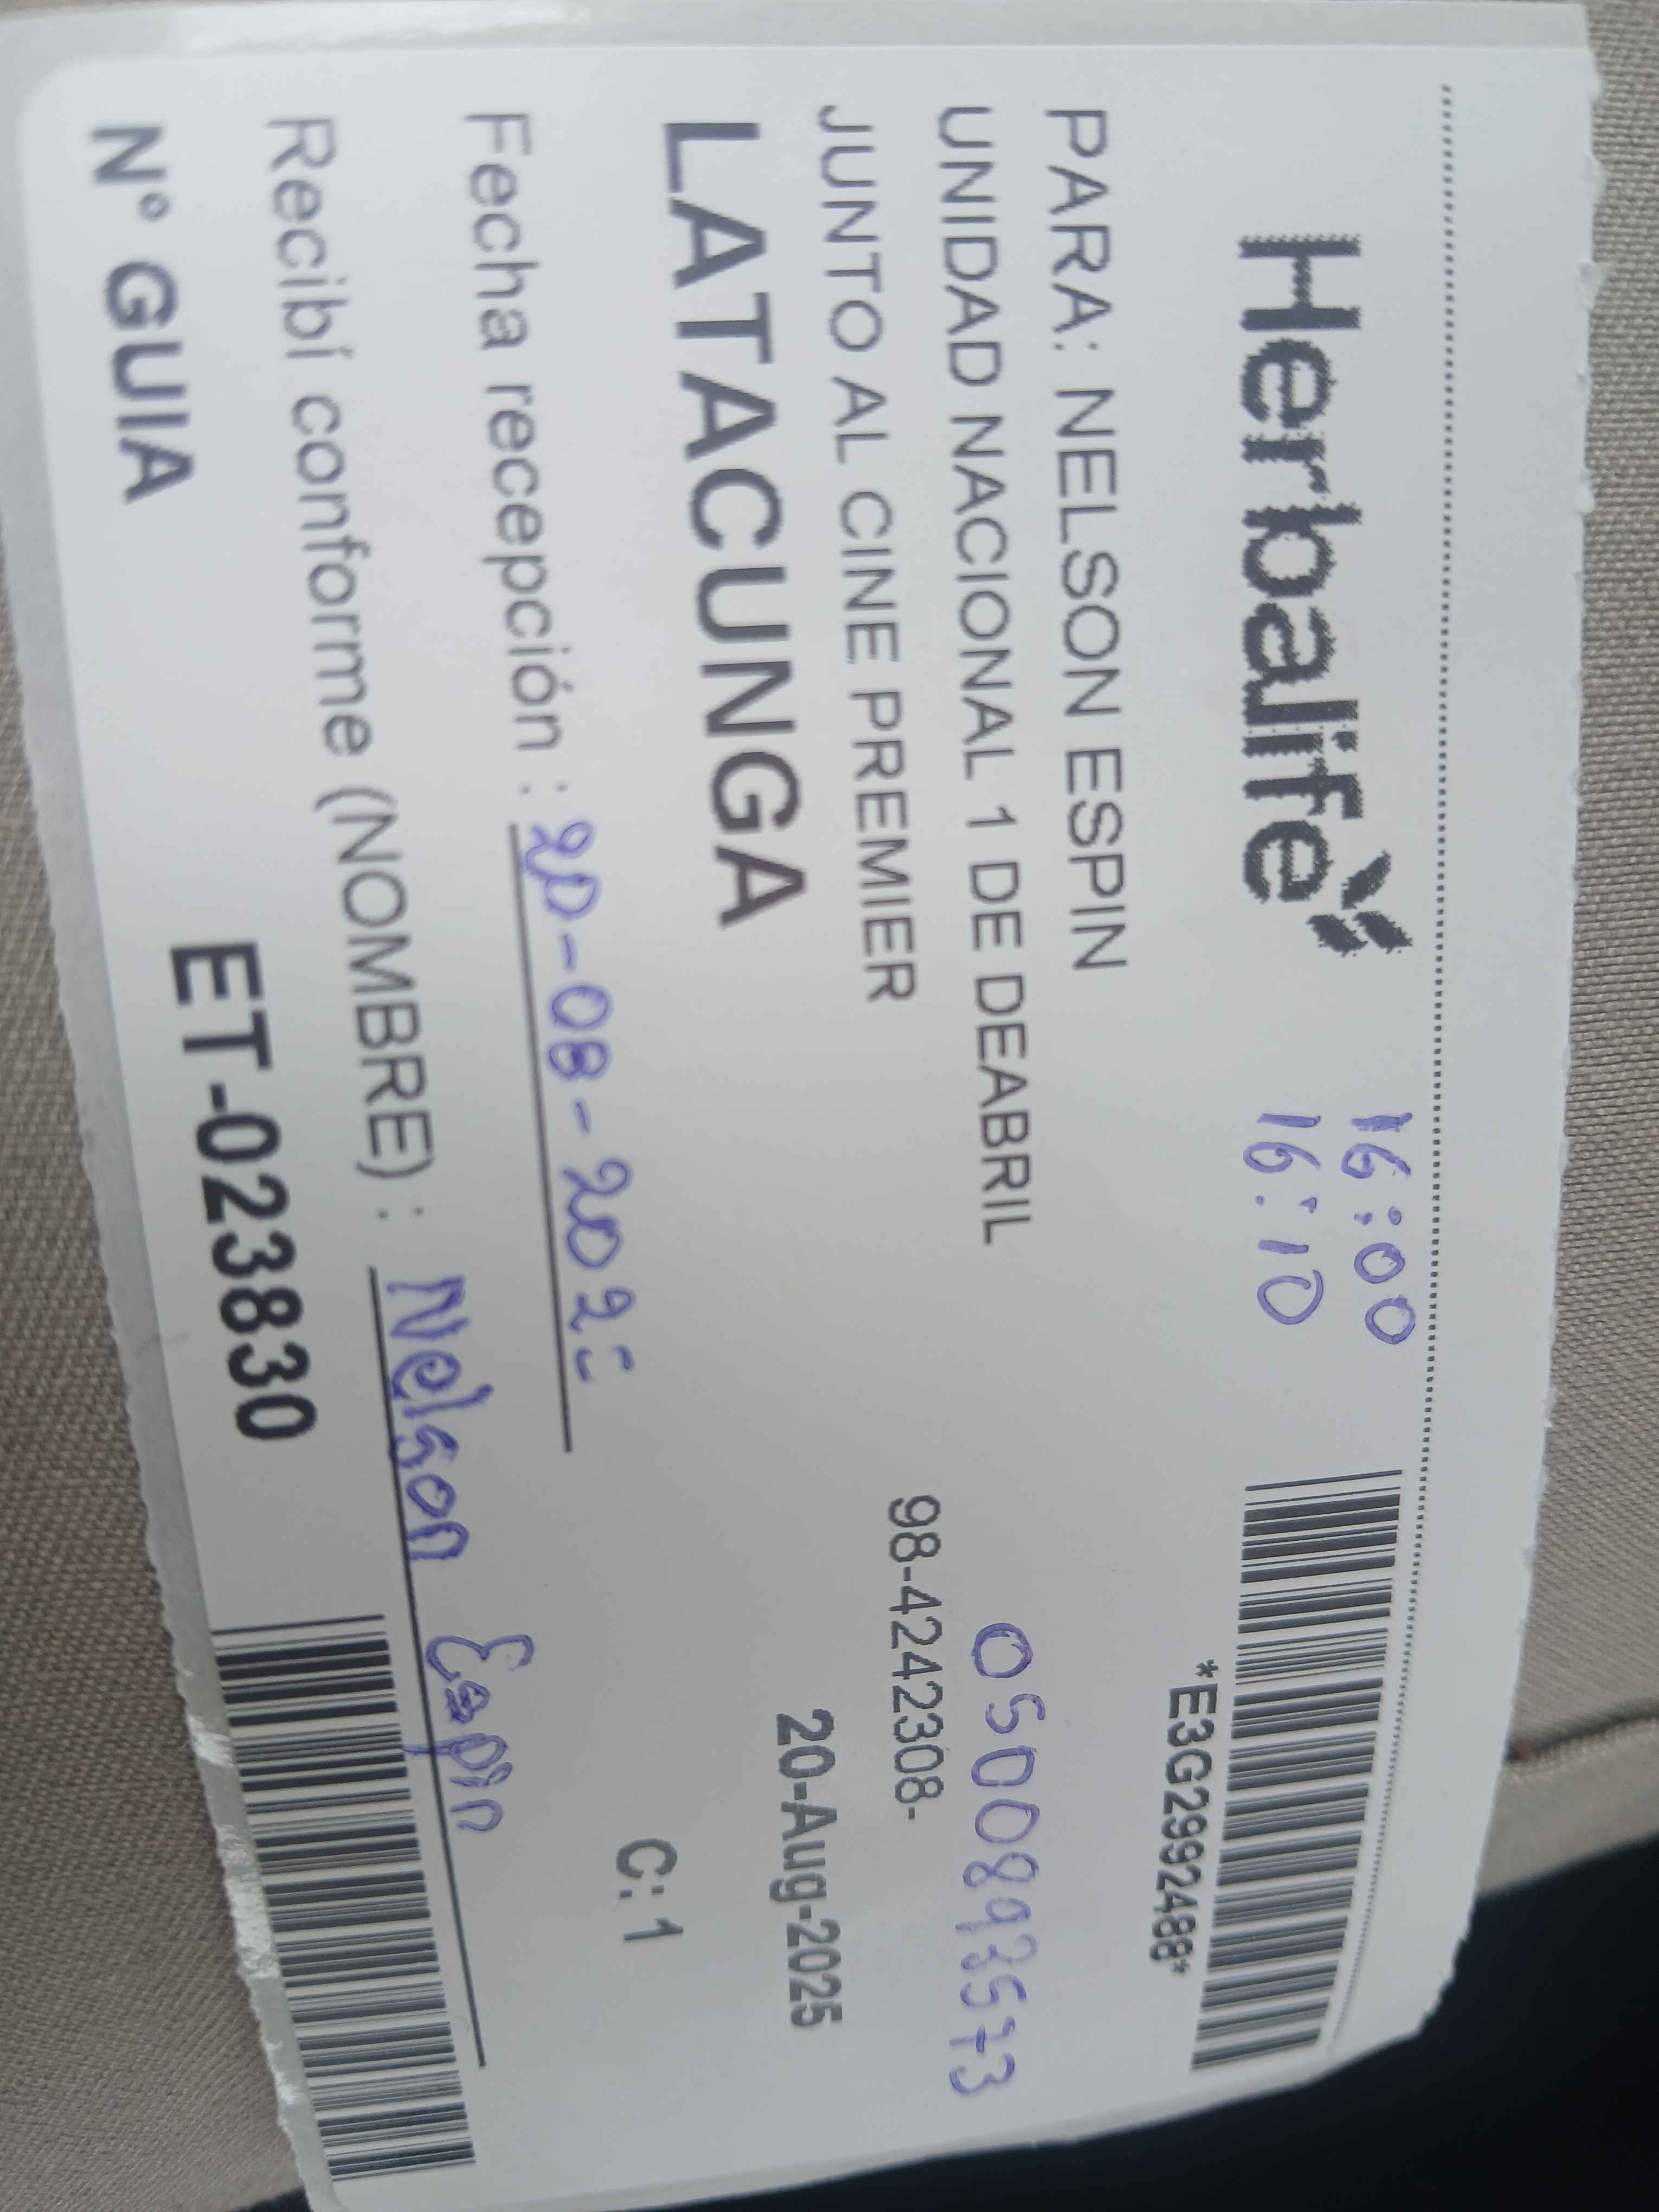 Herbalife
16:00
16:10
*E3G2992488*
PARA: NELSON ESPIN
UNIDAD NACIONAL 1 DE DEABRIL
0500893573
JUNTO AL CINE PREMIER
98-4242308-
LATACUNGA
20-Aug-2025
C: 1
Fecha recepción : 20-08-2025
Recibí conforme (NOMBRE) : Nelson Espin
N° GUIA
ET-023830